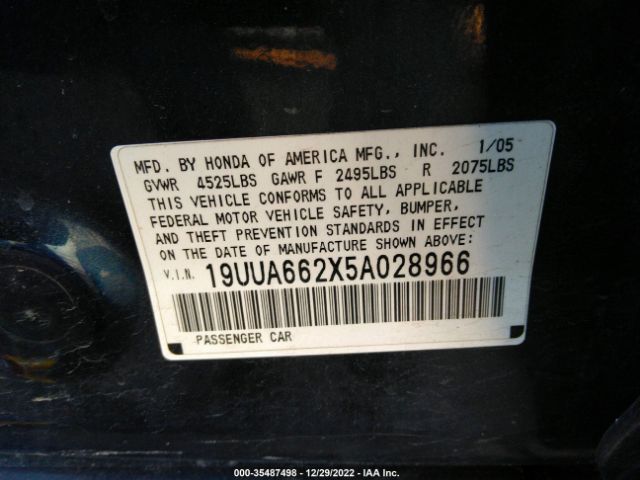 MFD. BY HONDA OF AMERICA MFG., INC. 1/05
GVWR 4525LBS GAWR F 2495LBS R 2075LBS
THIS VEHICLE CONFORMS TO ALL APPLICABLE
FEDERAL MOTOR VEHICLE SAFETY, BUMPER,
AND THEFT PREVENTION STANDARDS IN EFFECT
ON THE DATE OF MANUFACTURE SHOWN ABOVE:
V.I.N. 19UUA662X5A028966
PASSENGER CAR
000-35487498 - 12/29/2022 - IAA Inc.